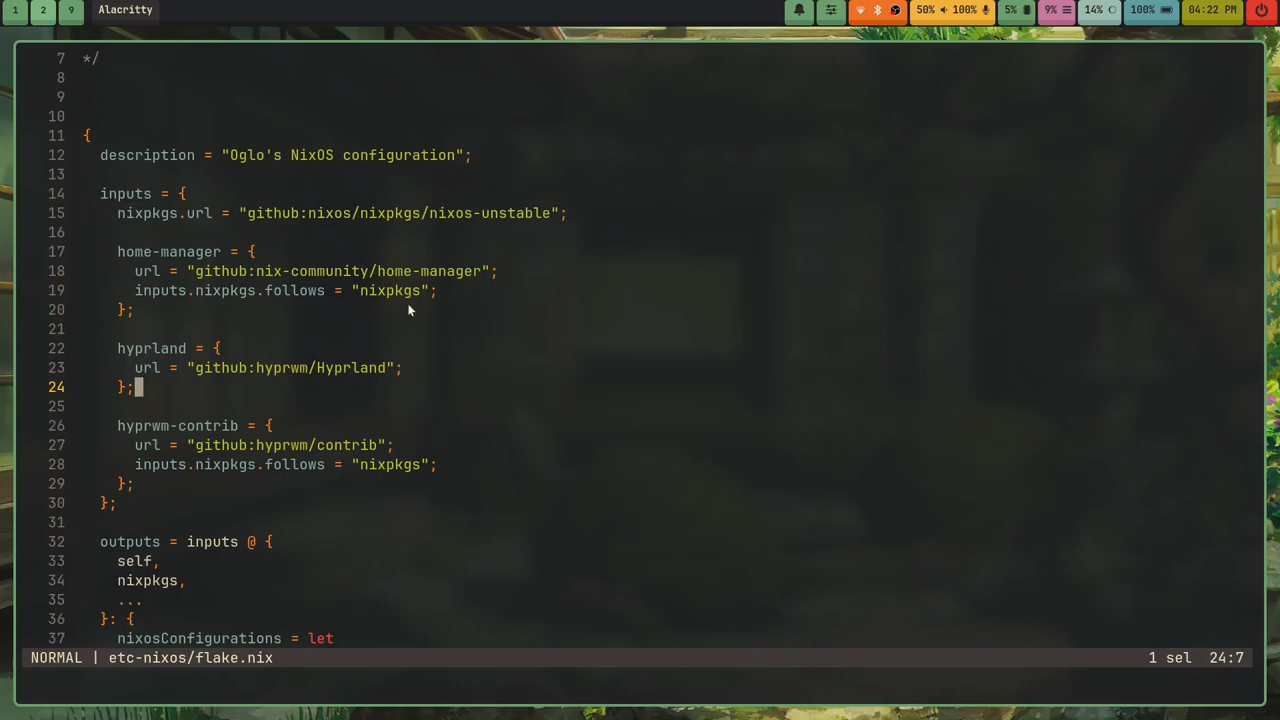 1 2 9 Alacritty 50% 100% 5% 9% 14% 100% 04:22 PM
7 */
8
9
10
11 {
12 description = "Oglo's NixOS configuration";
13
14 inputs = {
15 nixpkgs.url = "github:nixos/nixpkgs/nixos-unstable";
16
17 home-manager = {
18 url = "github:nix-community/home-manager";
19 inputs.nixpkgs.follows = "nixpkgs";
20 };
21
22 hyprland = {
23 url = "github:hyprwm/Hyprland";
24 };
25
26 hyprwm-contrib = {
27 url = "github:hyprwm/contrib";
28 inputs.nixpkgs.follows = "nixpkgs";
29 };
30 };
31
32 outputs = inputs @ {
33 self,
34 nixpkgs,
35 ...
36 }: {
37 nixosConfigurations = let
NORMAL | etc-nixos/flake.nix 1 sel 24:7